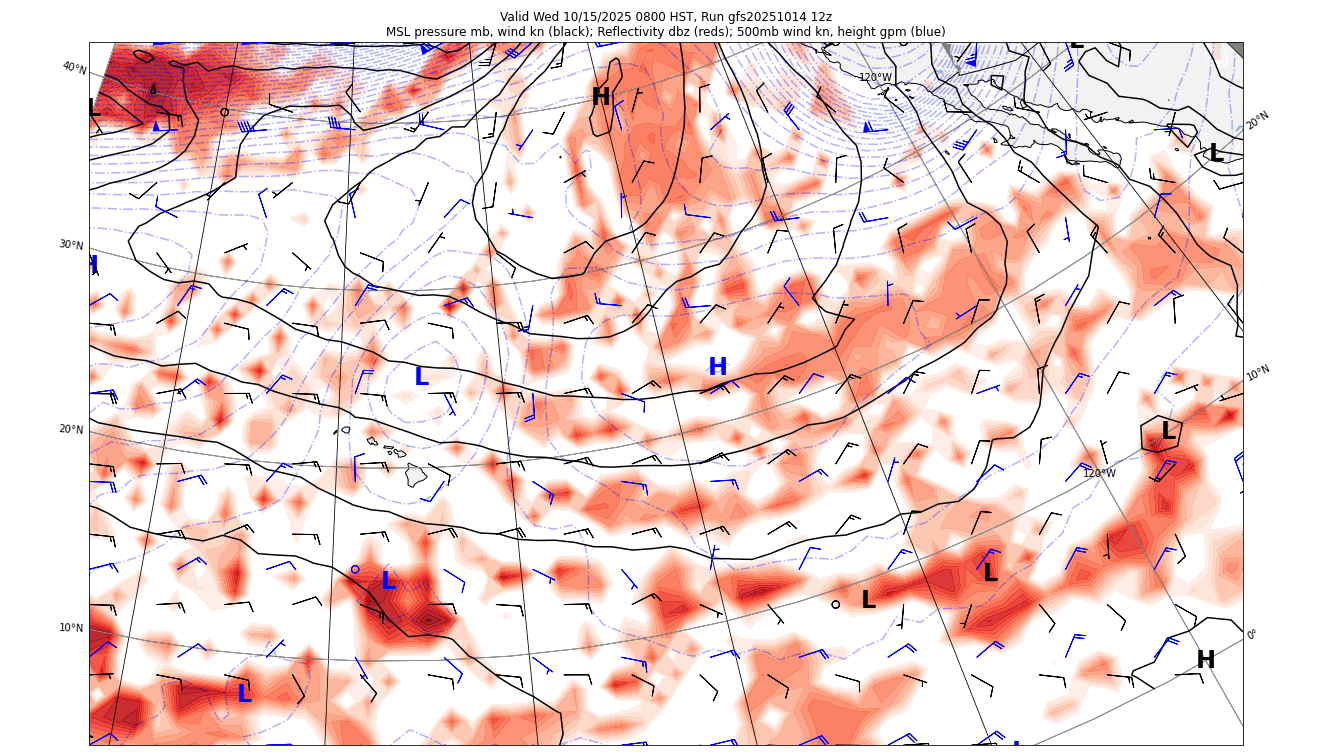 Valid Wed 10/15/2025 0800 HST, Run gfs20251014 12z
MSL pressure mb, wind kn (black); Reflectivity dbz (reds); 500mb wind kn, height gpm (blue)
L
40°N
120°W
H
L
20°N
L
30°N
H
H
L
10°N
20°N
L
120°W
L
L
L
10°N
0°
H
L